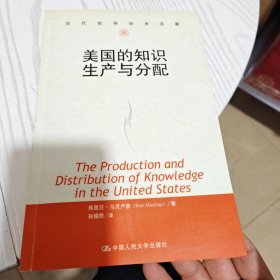 当代世界学术名著
美国的知识
生产与分配
The Production and
Distribution of Knowledge
in the United States
弗里茨·马克卢普（Fritz Machlup）/著
孙耀君/译
中国人民大学出版社